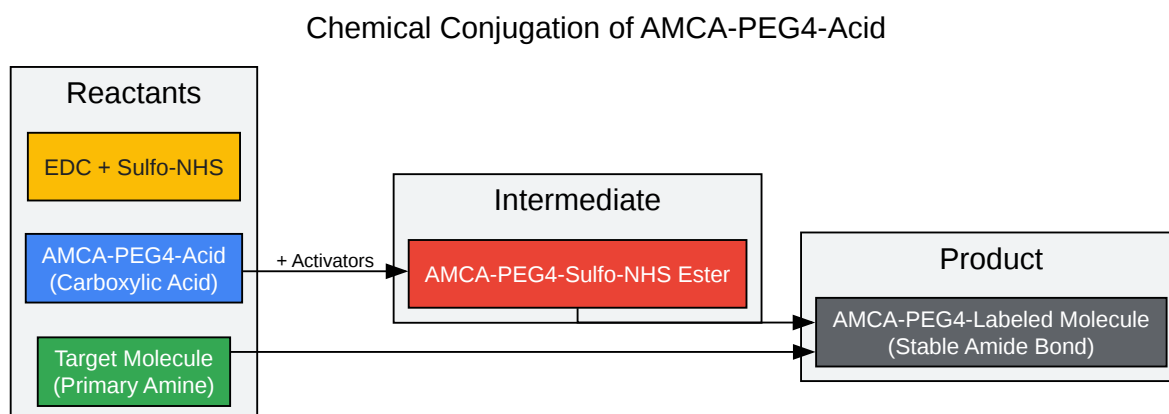 Chemical Conjugation of AMCA-PEG4-Acid
Reactants
EDC + Sulfo-NHS
AMCA-PEG4-Acid
(Carboxylic Acid)
Target Molecule
(Primary Amine)
+ Activators
Intermediate
AMCA-PEG4-Sulfo-NHS Ester
Product
AMCA-PEG4-Labeled Molecule
(Stable Amide Bond)